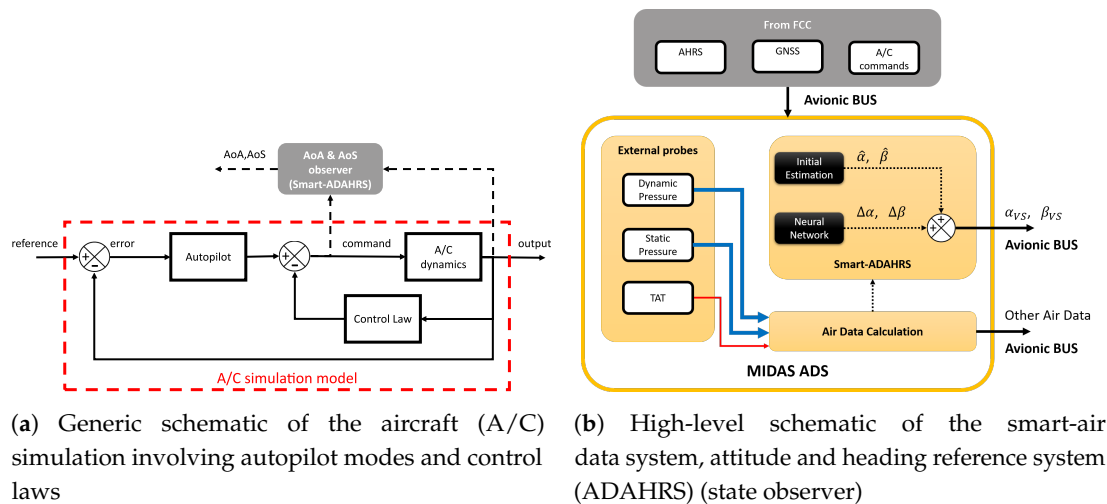 AoA,AoS
AoA & AoS
observer
(Smart-ADAHRS)
reference
error
Autopilot
command
A/C
dynamics
output
Control Law
A/C simulation model
From FCC
AHRS
GNSS
A/C
commands
Avionic BUS
External probes
Dynamic
Pressure
Static
Pressure
TAT
Initial
Estimation
α̂, β̂
Neural
Network
Δα, Δβ
Smart-ADAHRS
α_VS, β_VS
Avionic BUS
Air Data Calculation
Other Air Data
Avionic BUS
MIDAS ADS
(a) Generic schematic of the aircraft (A/C)
simulation involving autopilot modes and control
laws
(b) High-level schematic of the smart-air
data system, attitude and heading reference system
(ADAHRS) (state observer)